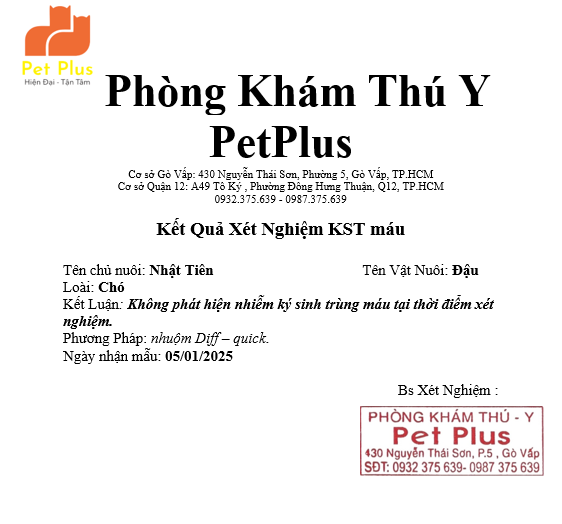 Pet Plus
Hiện Đại - Tận Tâm
Phòng Khám Thú Y
PetPlus
Cơ sở Gò Vấp: 430 Nguyễn Thái Sơn, Phường 5, Gò Vấp, TP.HCM
Cơ sở Quận 12: A49 Tô Ký , Phường Đông Hưng Thuận, Q12, TP.HCM
0932.375.639 - 0987.375.639
Kết Quả Xét Nghiệm KST máu
Tên chủ nuôi: Nhật Tiên Tên Vật Nuôi: Đậu
Loài: Chó
Kết Luận: Không phát hiện nhiễm ký sinh trùng máu tại thời điểm xét
nghiệm.
Phương Pháp: nhuộm Diff – quick.
Ngày nhận mẫu: 05/01/2025
Bs Xét Nghiệm :
PHÒNG KHÁM THÚ - Y
Pet Plus
430 Nguyễn Thái Sơn, P.5 , Gò Vấp
SĐT: 0932 375 639- 0987 375 639